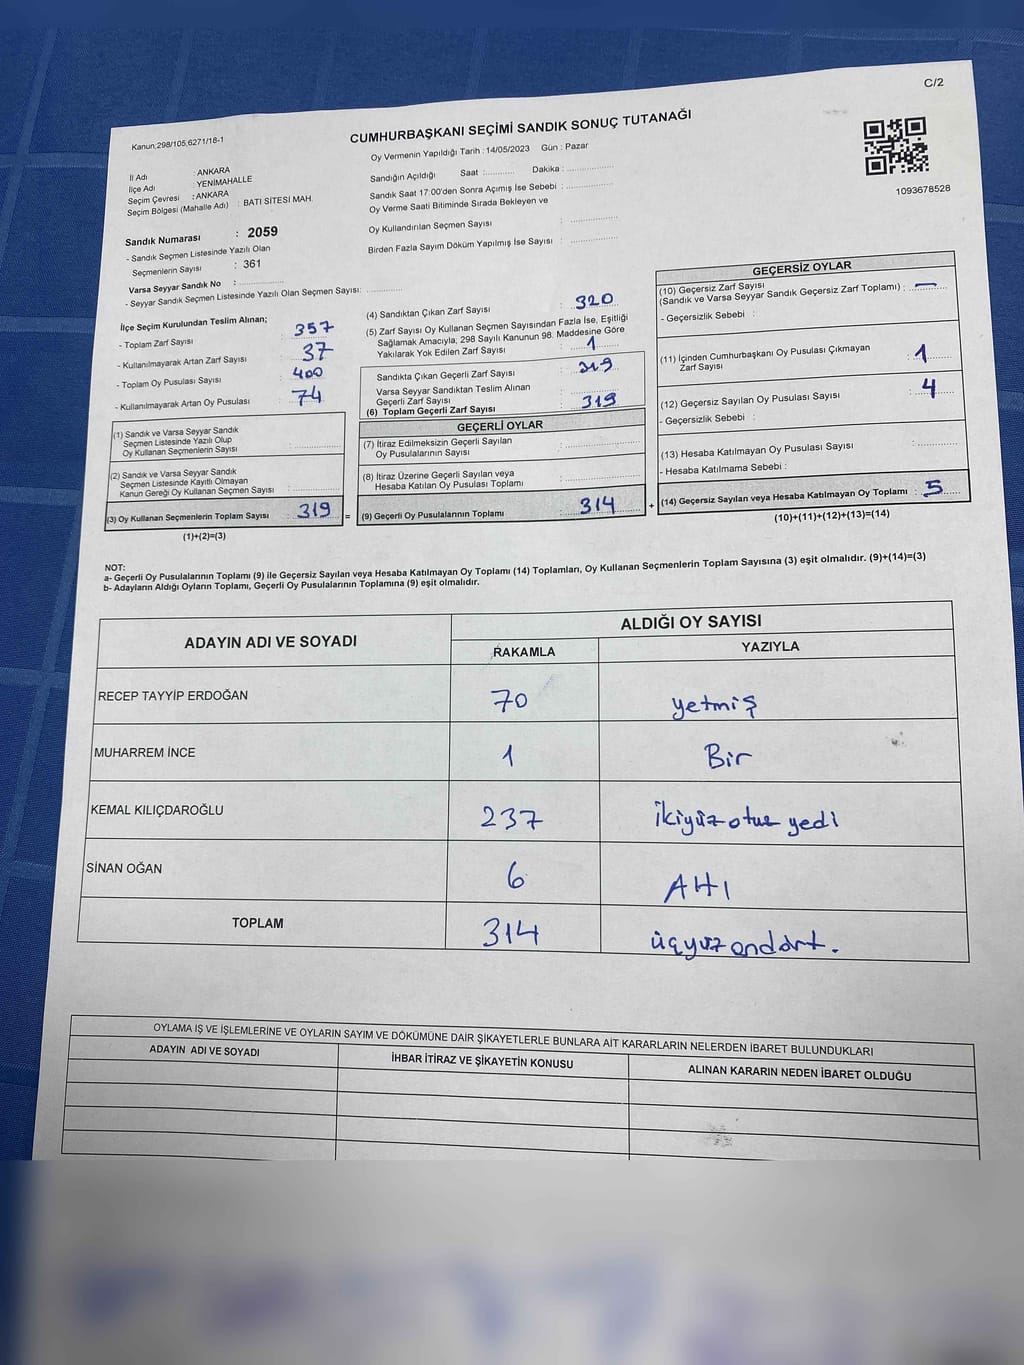 C/2
Kanun,298/105,6271/18-1
CUMHURBAŞKANI SEÇİMİ SANDIK SONUÇ TUTANAĞI
Oy Vermenin Yapıldığı Tarih : 14/05/2023 Gün : Pazar
1093678528
İl Adı : ANKARA
İlçe Adı YENİMAHALLE
Seçim Çevresi : ANKARA
Seçim Bölgesi (Mahalle Adı) : BATI SİTESİ MAH.
Sandık Numarası : 2059
- Sandık Seçmen Listesinde Yazılı Olan
Seçmenlerin Sayısı : 361
Varsa Seyyar Sandık No :
- Seyyar Sandık Seçmen Listesinde Yazılı Olan Seçmen Sayısı:
Sandığın Açıldığı Saat : Dakika :
Sandık Saat 17:00'den Sonra Açımış İse Sebebi :
Oy Verme Saati Bitiminde Sırada Bekleyen ve
Oy Kullandırılan Seçmen Sayısı :
Birden Fazla Sayım Döküm Yapılmış İse Sayısı :
İlçe Seçim Kurulundan Teslim Alınan;
- Toplam Zarf Sayısı : 357
- Kullanılmayarak Artan Zarf Sayısı : 37
- Toplam Oy Pusulası Sayısı : 400
- Kullanılmayarak Artan Oy Pusulası : 74
(4) Sandıktan Çıkan Zarf Sayısı : 320
(5) Zarf Sayısı Oy Kullanan Seçmen Sayısından Fazla İse, Eşitliği
Sağlamak Amacıyla, 298 Sayılı Kanunun 98. Maddesine Göre
Yakılarak Yok Edilen Zarf Sayısı : 1
Sandıkta Çıkan Geçerli Zarf Sayısı : 319
Varsa Seyyar Sandıktan Teslim Alınan
Geçerli Zarf Sayısı
(6) Toplam Geçerli Zarf Sayısı : 319
GEÇERSİZ OYLAR
(10) Geçersiz Zarf Sayısı
(Sandık ve Varsa Seyyar Sandık Geçersiz Zarf Toplamı) : —
- Geçersizlik Sebebi :
(11) İçinden Cumhurbaşkanı Oy Pusulası Çıkmayan
Zarf Sayısı : 1
(12) Geçersiz Sayılan Oy Pusulası Sayısı : 4
- Geçersizlik Sebebi :
(13) Hesaba Katılmayan Oy Pusulası Sayısı :
- Hesaba Katılmama Sebebi :
(14) Geçersiz Sayılan veya Hesaba Katılmayan Oy Toplamı : 5
(10)+(11)+(12)+(13)=(14)
(1) Sandık ve Varsa Seyyar Sandık
Seçmen Listesinde Yazılı Olup
Oy Kullanan Seçmenlerin Sayısı :
(2) Sandık ve Varsa Seyyar Sandık
Seçmen Listesinde Kayıtlı Olmayan
Kanun Gereği Oy Kullanan Seçmen Sayısı :
(3) Oy Kullanan Seçmenlerin Toplam Sayısı : 319 =
(1)+(2)=(3)
GEÇERLİ OYLAR
(7) İtiraz Edilmeksizin Geçerli Sayılan
Oy Pusulalarının Sayısı :
(8) İtiraz Üzerine Geçerli Sayılan veya
Hesaba Katılan Oy Pusulası Toplamı :
(9) Geçerli Oy Pusulalarının Toplamı : 314 +
NOT:
a- Geçerli Oy Pusulalarının Toplamı (9) ile Geçersiz Sayılan veya Hesaba Katılmayan Oy Toplamı (14) Toplamları, Oy Kullanan Seçmenlerin Toplam Sayısına (3) eşit olmalıdır. (9)+(14)=(3)
b- Adayların Aldığı Oyların Toplamı, Geçerli Oy Pusulalarının Toplamına (9) eşit olmalıdır.
ADAYIN ADI VE SOYADI ALDIĞI OY SAYISI
RAKAMLA YAZIYLA
RECEP TAYYİP ERDOĞAN 70 yetmiş
MUHARREM İNCE 1 Bir
KEMAL KILIÇDAROĞLU 237 ikiyüz otuz yedi
SİNAN OĞAN 6 Altı
TOPLAM 314 üçyüz ondört.
OYLAMA İŞ VE İŞLEMLERİNE VE OYLARIN SAYIM VE DÖKÜMÜNE DAİR ŞİKAYETLERLE BUNLARA AİT KARARLARIN NELERDEN İBARET BULUNDUKLARI
ADAYIN ADI VE SOYADI İHBAR İTİRAZ VE ŞİKAYETİN KONUSU ALINAN KARARIN NEDEN İBARET OLDUĞU